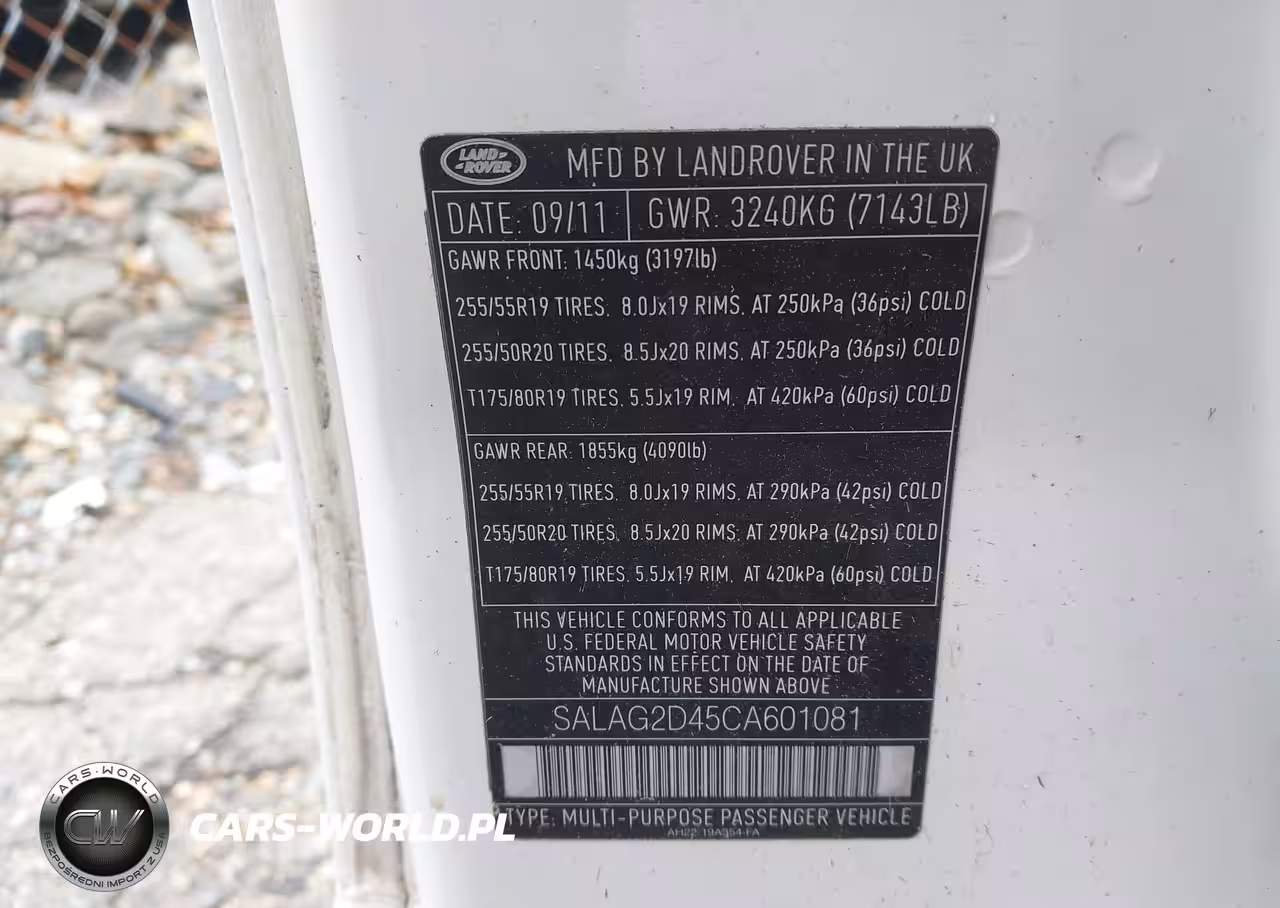 LAND-
-ROVER
MFD BY LANDROVER IN THE UK
DATE: 09/11 GWR: 3240KG (7143LB)
GAWR FRONT: 1450kg (3197lb)
255/55R19 TIRES, 8.0Jx19 RIMS, AT 250kPa (36psi) COLD
255/50R20 TIRES, 8.5Jx20 RIMS, AT 250kPa (36psi) COLD
T175/80R19 TIRES, 5.5Jx19 RIM, AT 420kPa (60psi) COLD
GAWR REAR: 1855kg (4090lb)
255/55R19 TIRES, 8.0Jx19 RIMS, AT 290kPa (42psi) COLD
255/50R20 TIRES, 8.5Jx20 RIMS, AT 290kPa (42psi) COLD
T175/80R19 TIRES, 5.5Jx19 RIM, AT 420kPa (60psi) COLD
THIS VEHICLE CONFORMS TO ALL APPLICABLE
U.S. FEDERAL MOTOR VEHICLE SAFETY
STANDARDS IN EFFECT ON THE DATE OF
MANUFACTURE SHOWN ABOVE
SALAG2D45CA601081
TYPE: MULTI-PURPOSE PASSENGER VEHICLE
AH22 19A354-FA
CARS-WORLD
CW
BEZPOŚREDNI IMPORT Z USA
CARS-WORLD.PL